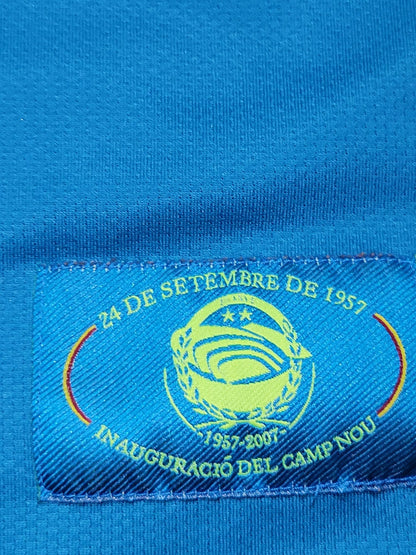 24 DE SETEMBRE DE 1957
-1957-2007-
INAUGURACIÓ DEL CAMP NOU